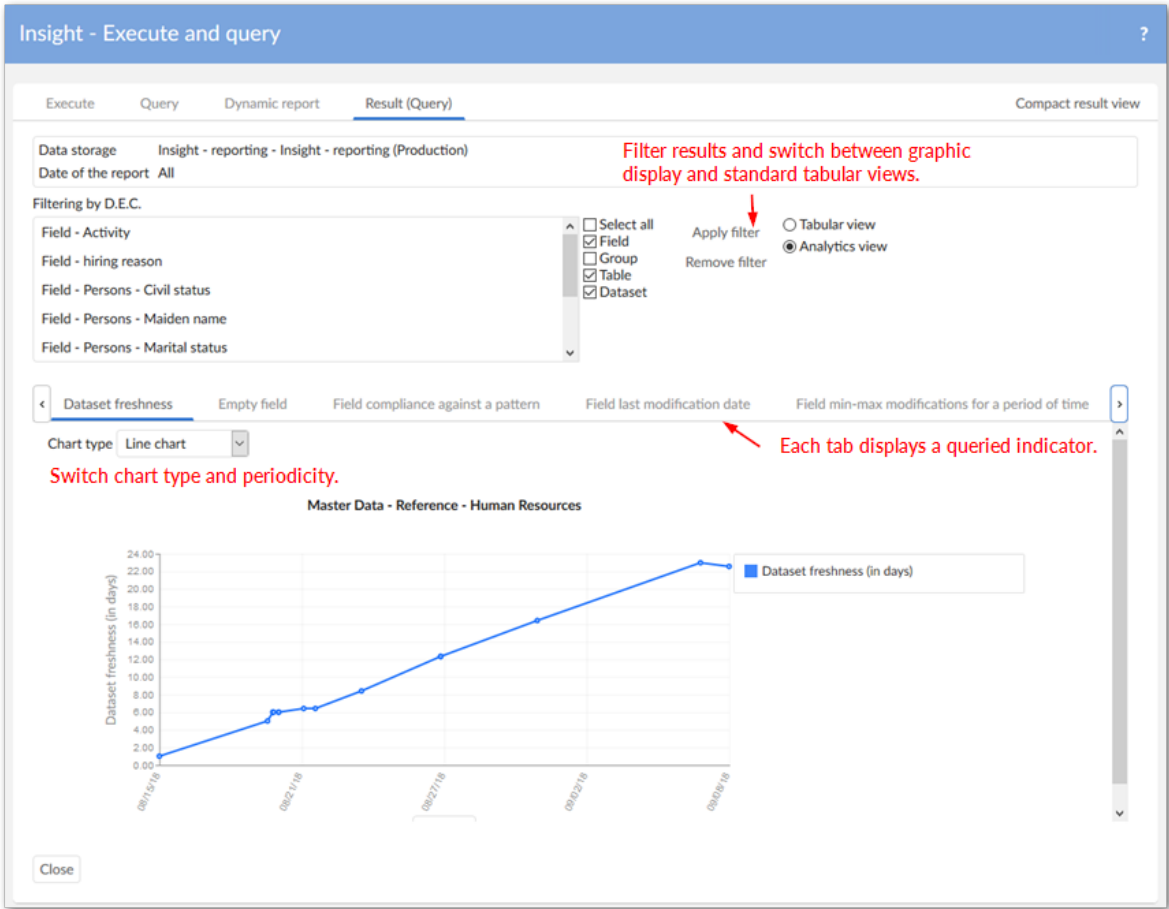 Insight - Execute and query
?
Execute
Query
Dynamic report
Result (Query)
Compact result view
Data storage Insight - reporting - Insight - reporting (Production)
Date of the report All
Filter results and switch between graphic
display and standard tabular views.
Filtering by D.E.C.
Field - Activity
Field - hiring reason
Field - Persons - Civil status
Field - Persons - Maiden name
Field - Persons - Marital status
Select all
Field
Group
Table
Dataset
Apply filter
Remove filter
Tabular view
Analytics view
Dataset freshness
Empty field
Field compliance against a pattern
Field last modification date
Field min-max modifications for a period of time
Chart type Line chart
Each tab displays a queried indicator.
Switch chart type and periodicity.
Master Data - Reference - Human Resources
Dataset freshness (in days)
24.00
22.00
20.00
18.00
16.00
14.00
12.00
10.00
8.00
6.00
4.00
2.00
0.00
08/15/18
08/21/18
08/27/18
09/02/18
09/08/18
Dataset freshness (in days)
Close